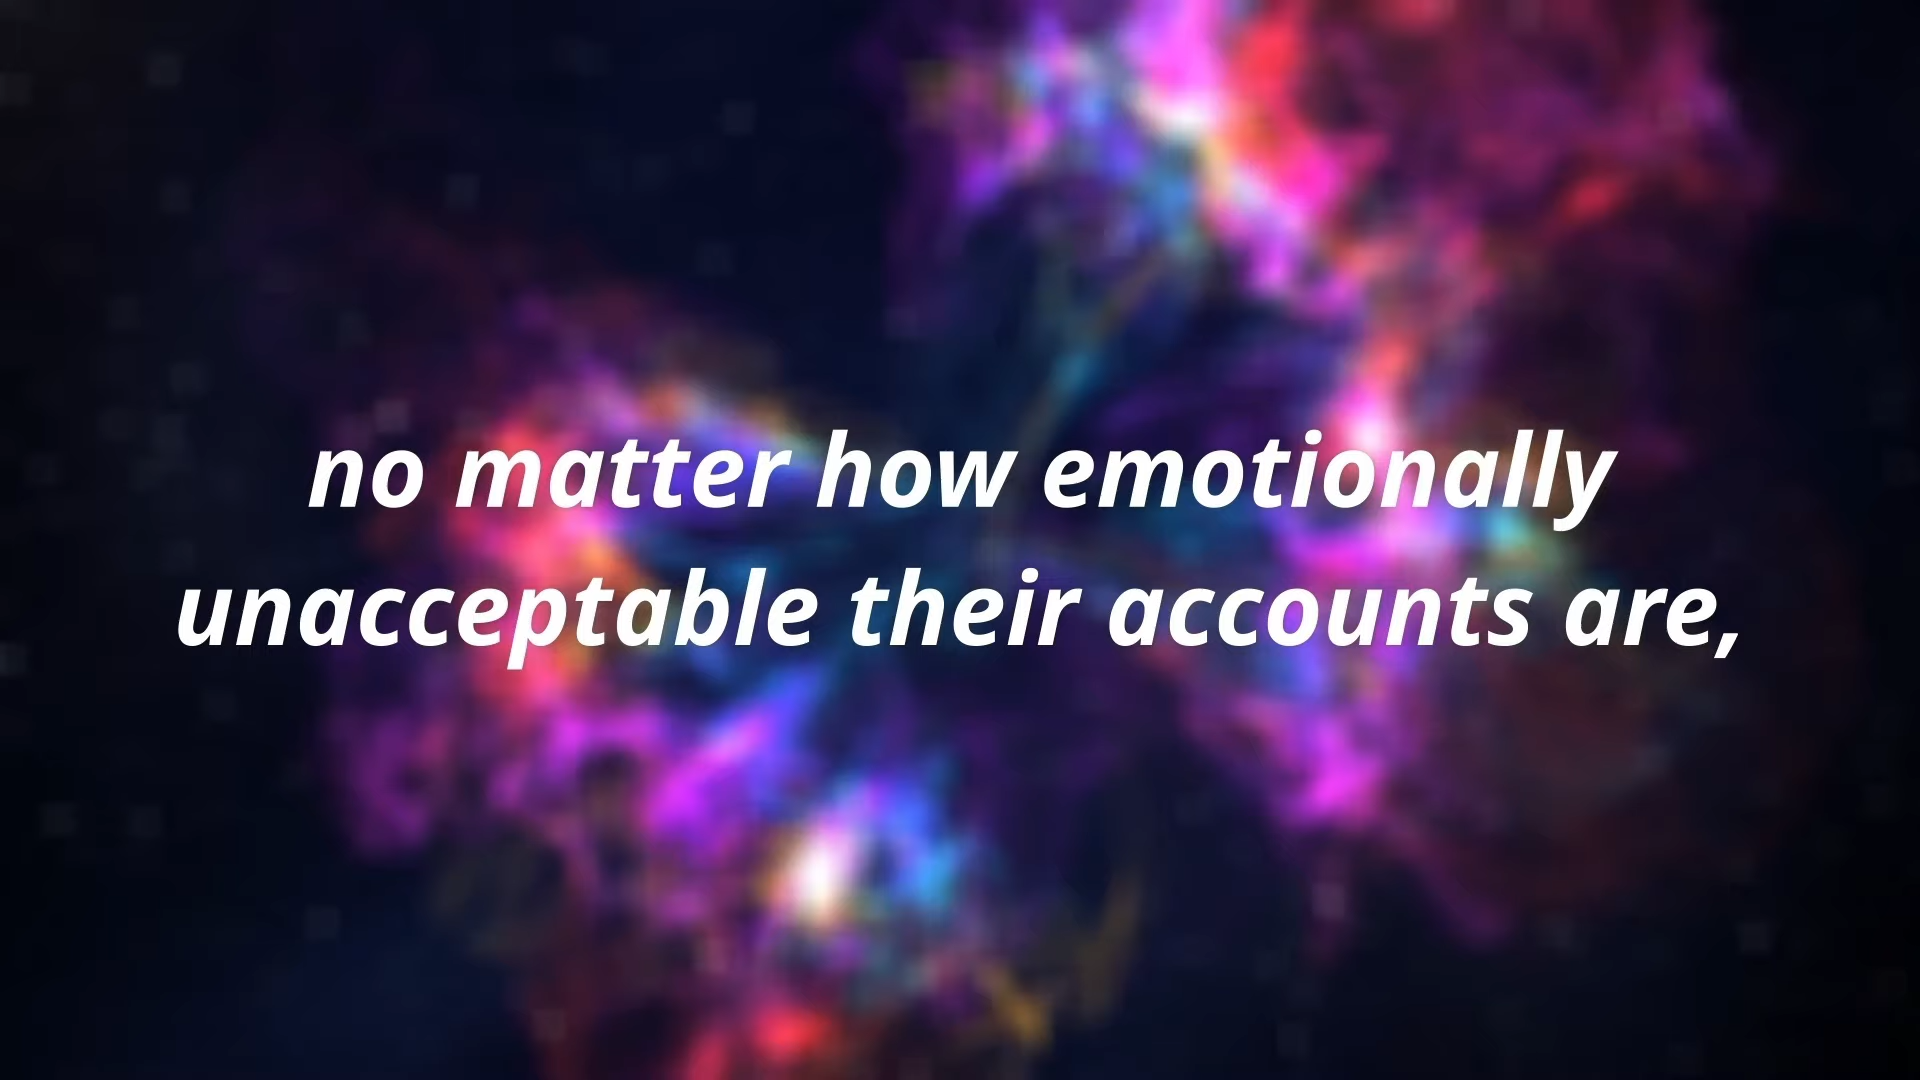 no matter how emotionally
unacceptable their accounts are,